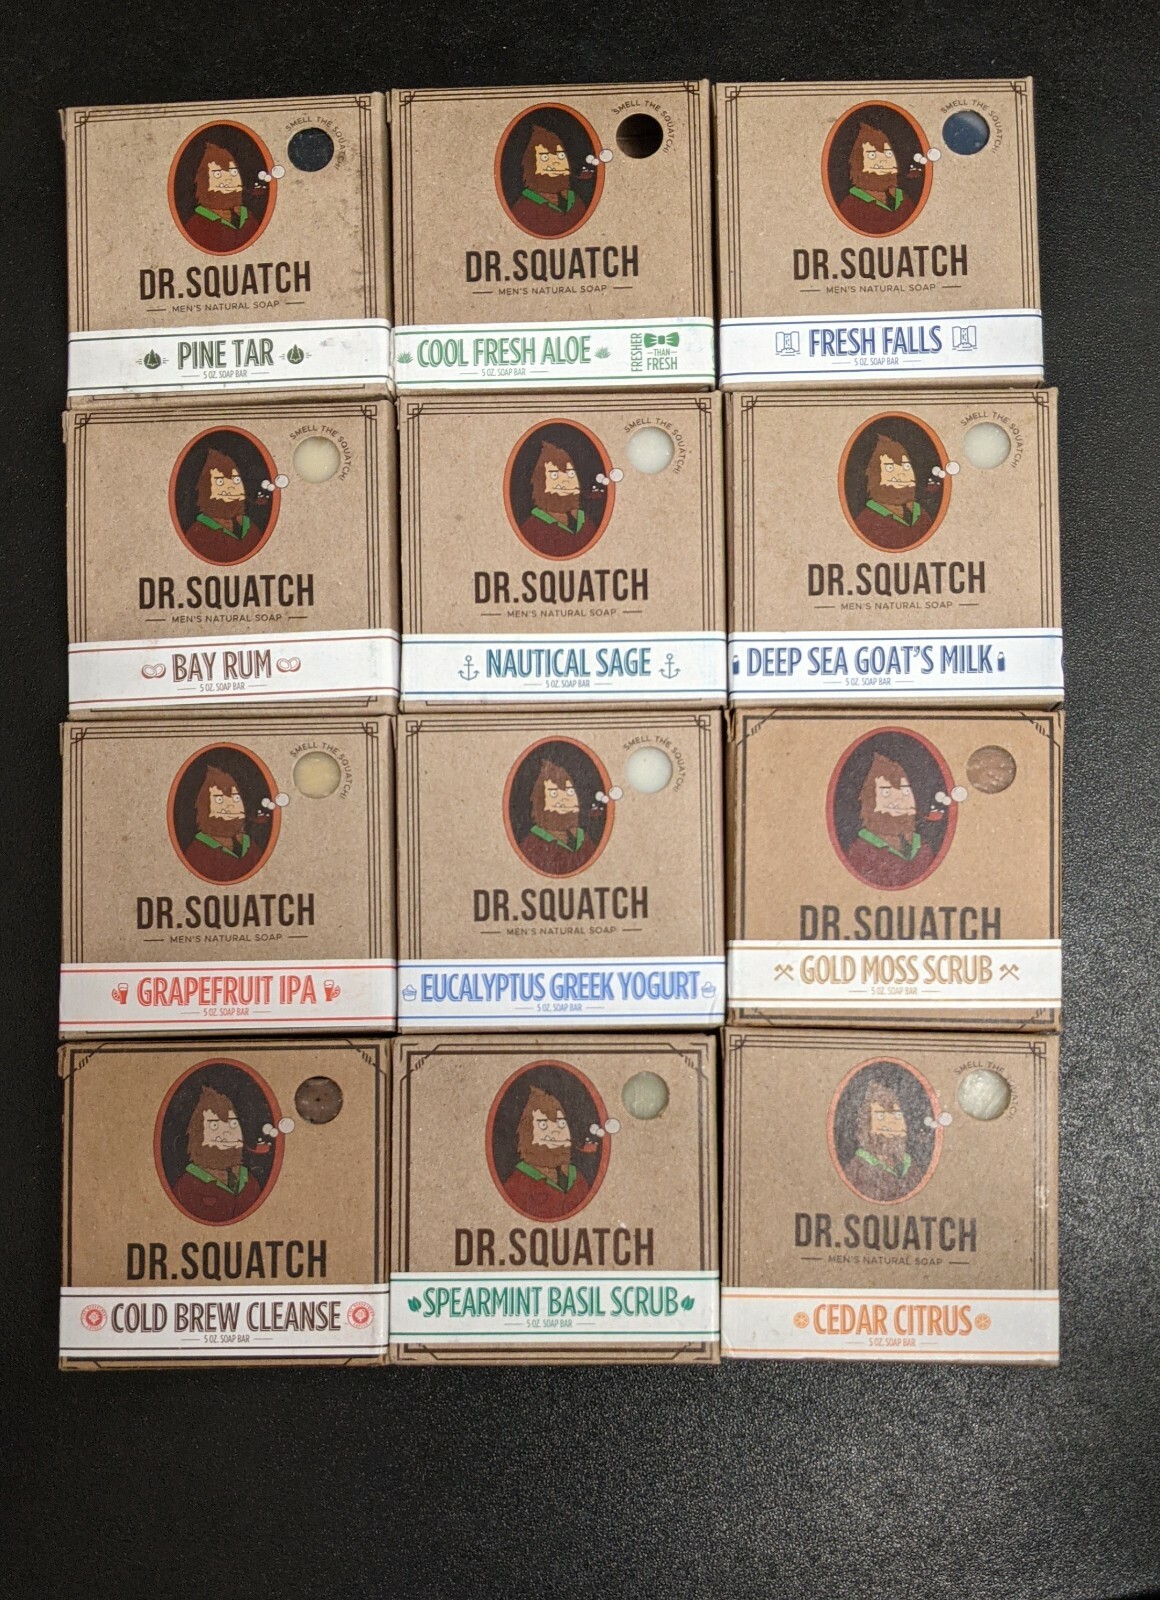 SMELL THE SQUATCH!
DR.SQUATCH
MEN'S NATURAL SOAP
PINE TAR
5 OZ. SOAP BAR
SMELL THE SQUATCH!
DR.SQUATCH
MEN'S NATURAL SOAP
COOL FRESH ALOE
5 OZ. SOAP BAR
FRESHER
THAN
FRESH
SMELL THE SQUATCH!
DR.SQUATCH
MEN'S NATURAL SOAP
FRESH FALLS
5 OZ. SOAP BAR
SMELL THE SQUATCH!
DR.SQUATCH
MEN'S NATURAL SOAP
BAY RUM
5 OZ. SOAP BAR
SMELL THE SQUATCH!
DR.SQUATCH
MEN'S NATURAL SOAP
NAUTICAL SAGE
5 OZ. SOAP BAR
SMELL THE SQUATCH!
DR.SQUATCH
MEN'S NATURAL SOAP
DEEP SEA GOAT'S MILK
5 OZ. SOAP BAR
SMELL THE SQUATCH!
DR.SQUATCH
MEN'S NATURAL SOAP
GRAPEFRUIT IPA
5 OZ. SOAP BAR
SMELL THE SQUATCH!
DR.SQUATCH
MEN'S NATURAL SOAP
EUCALYPTUS GREEK YOGURT
5 OZ. SOAP BAR
DR.SQUATCH
GOLD MOSS SCRUB
5 OZ. SOAP BAR
DR.SQUATCH
COLD BREW CLEANSE
5 OZ. SOAP BAR
DR.SQUATCH
SPEARMINT BASIL SCRUB
5 OZ. SOAP BAR
SMELL THE SQUATCH!
DR.SQUATCH
MEN'S NATURAL SOAP
CEDAR CITRUS
5 OZ. SOAP BAR